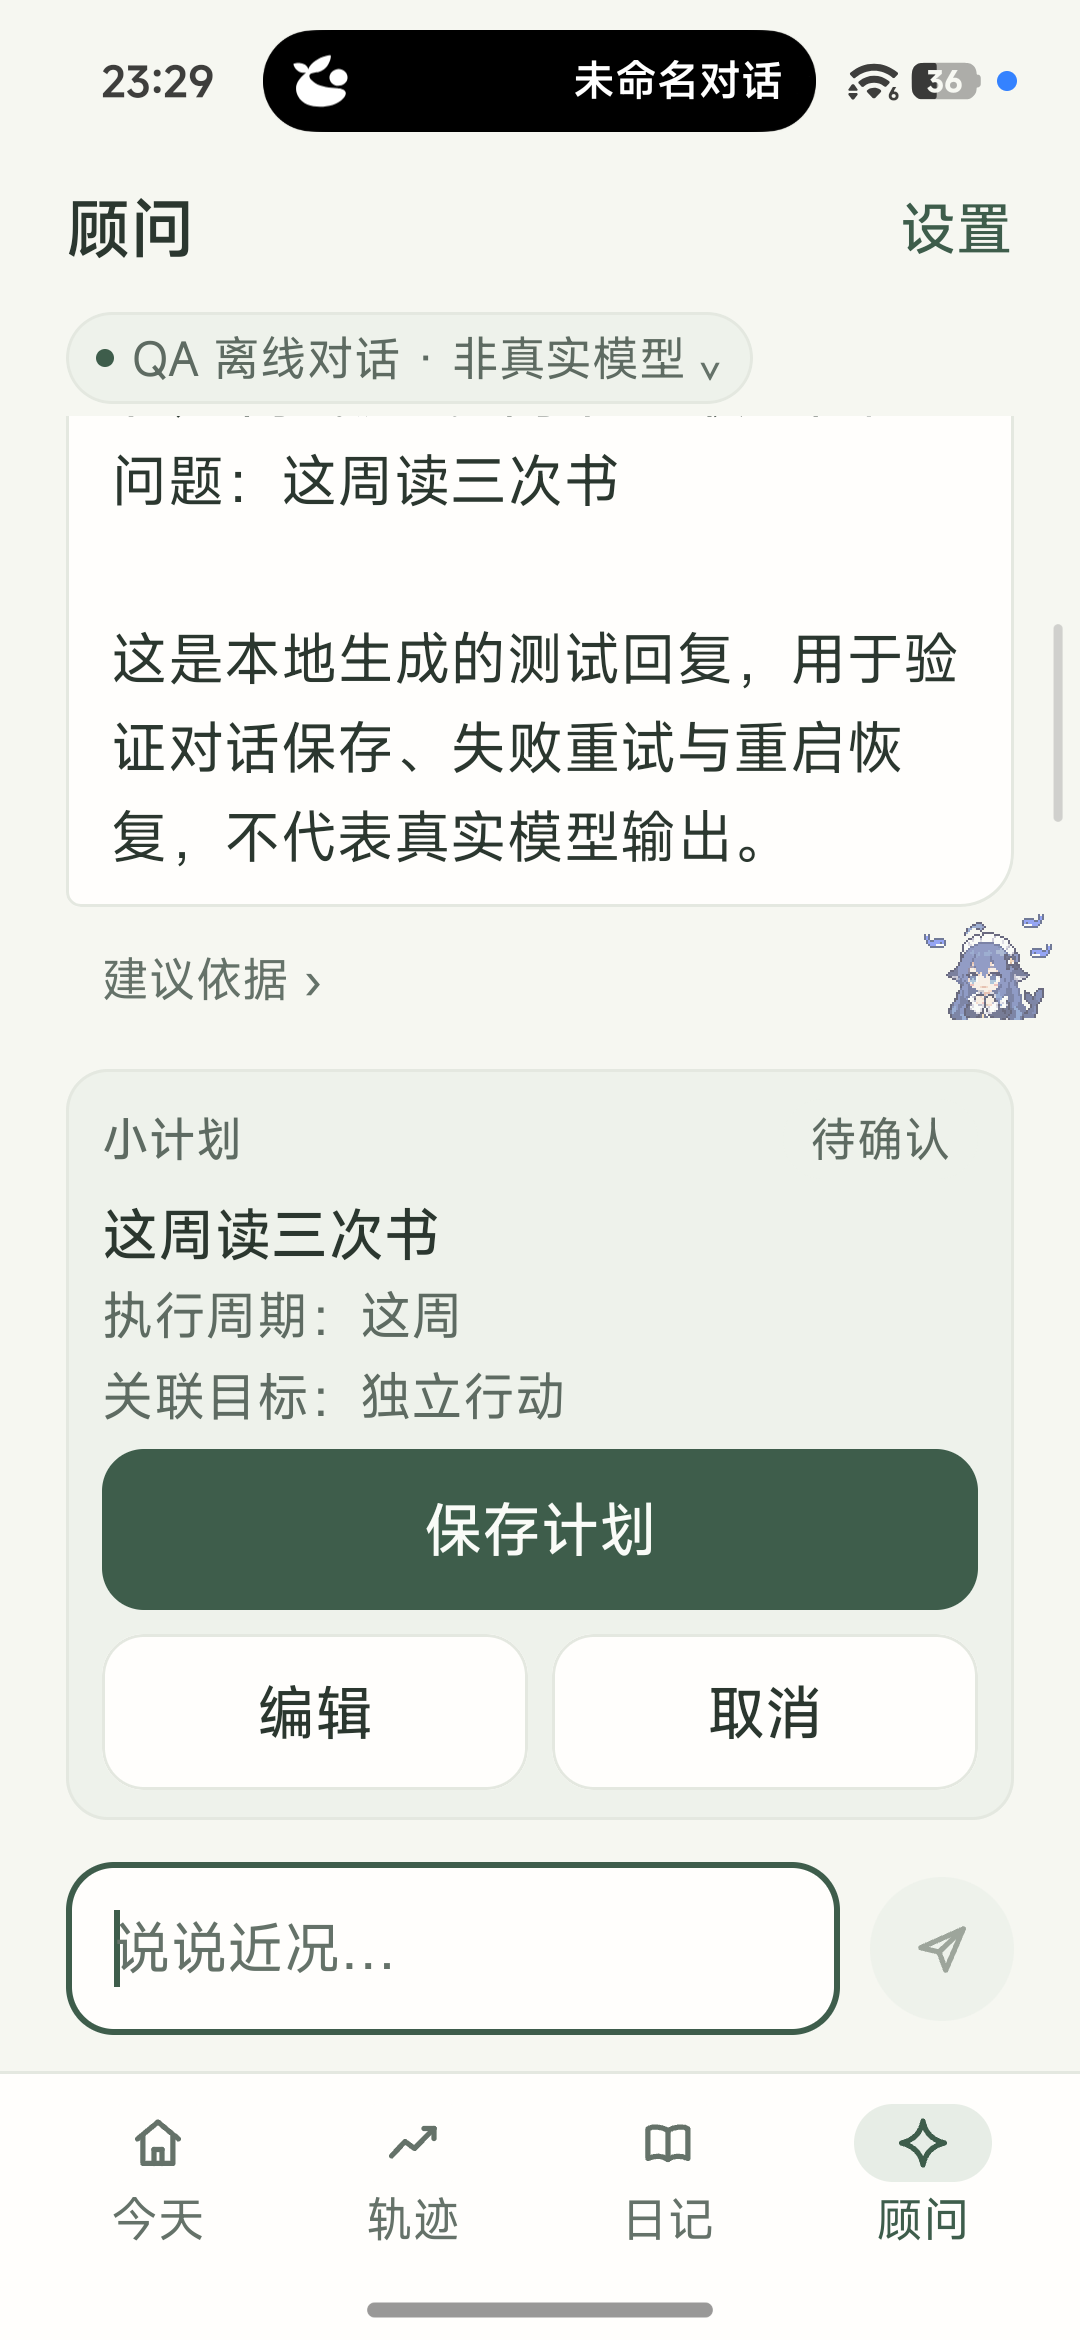 23:29
未命名对话
6
36
顾问
设置
QA 离线对话 · 非真实模型
问题：这周读三次书
这是本地生成的测试回复，用于验
证对话保存、失败重试与重启恢
复，不代表真实模型输出。
建议依据 ›
小计划
待确认
这周读三次书
执行周期：这周
关联目标：独立行动
保存计划
编辑
取消
说说近况...
今天
轨迹
日记
顾问